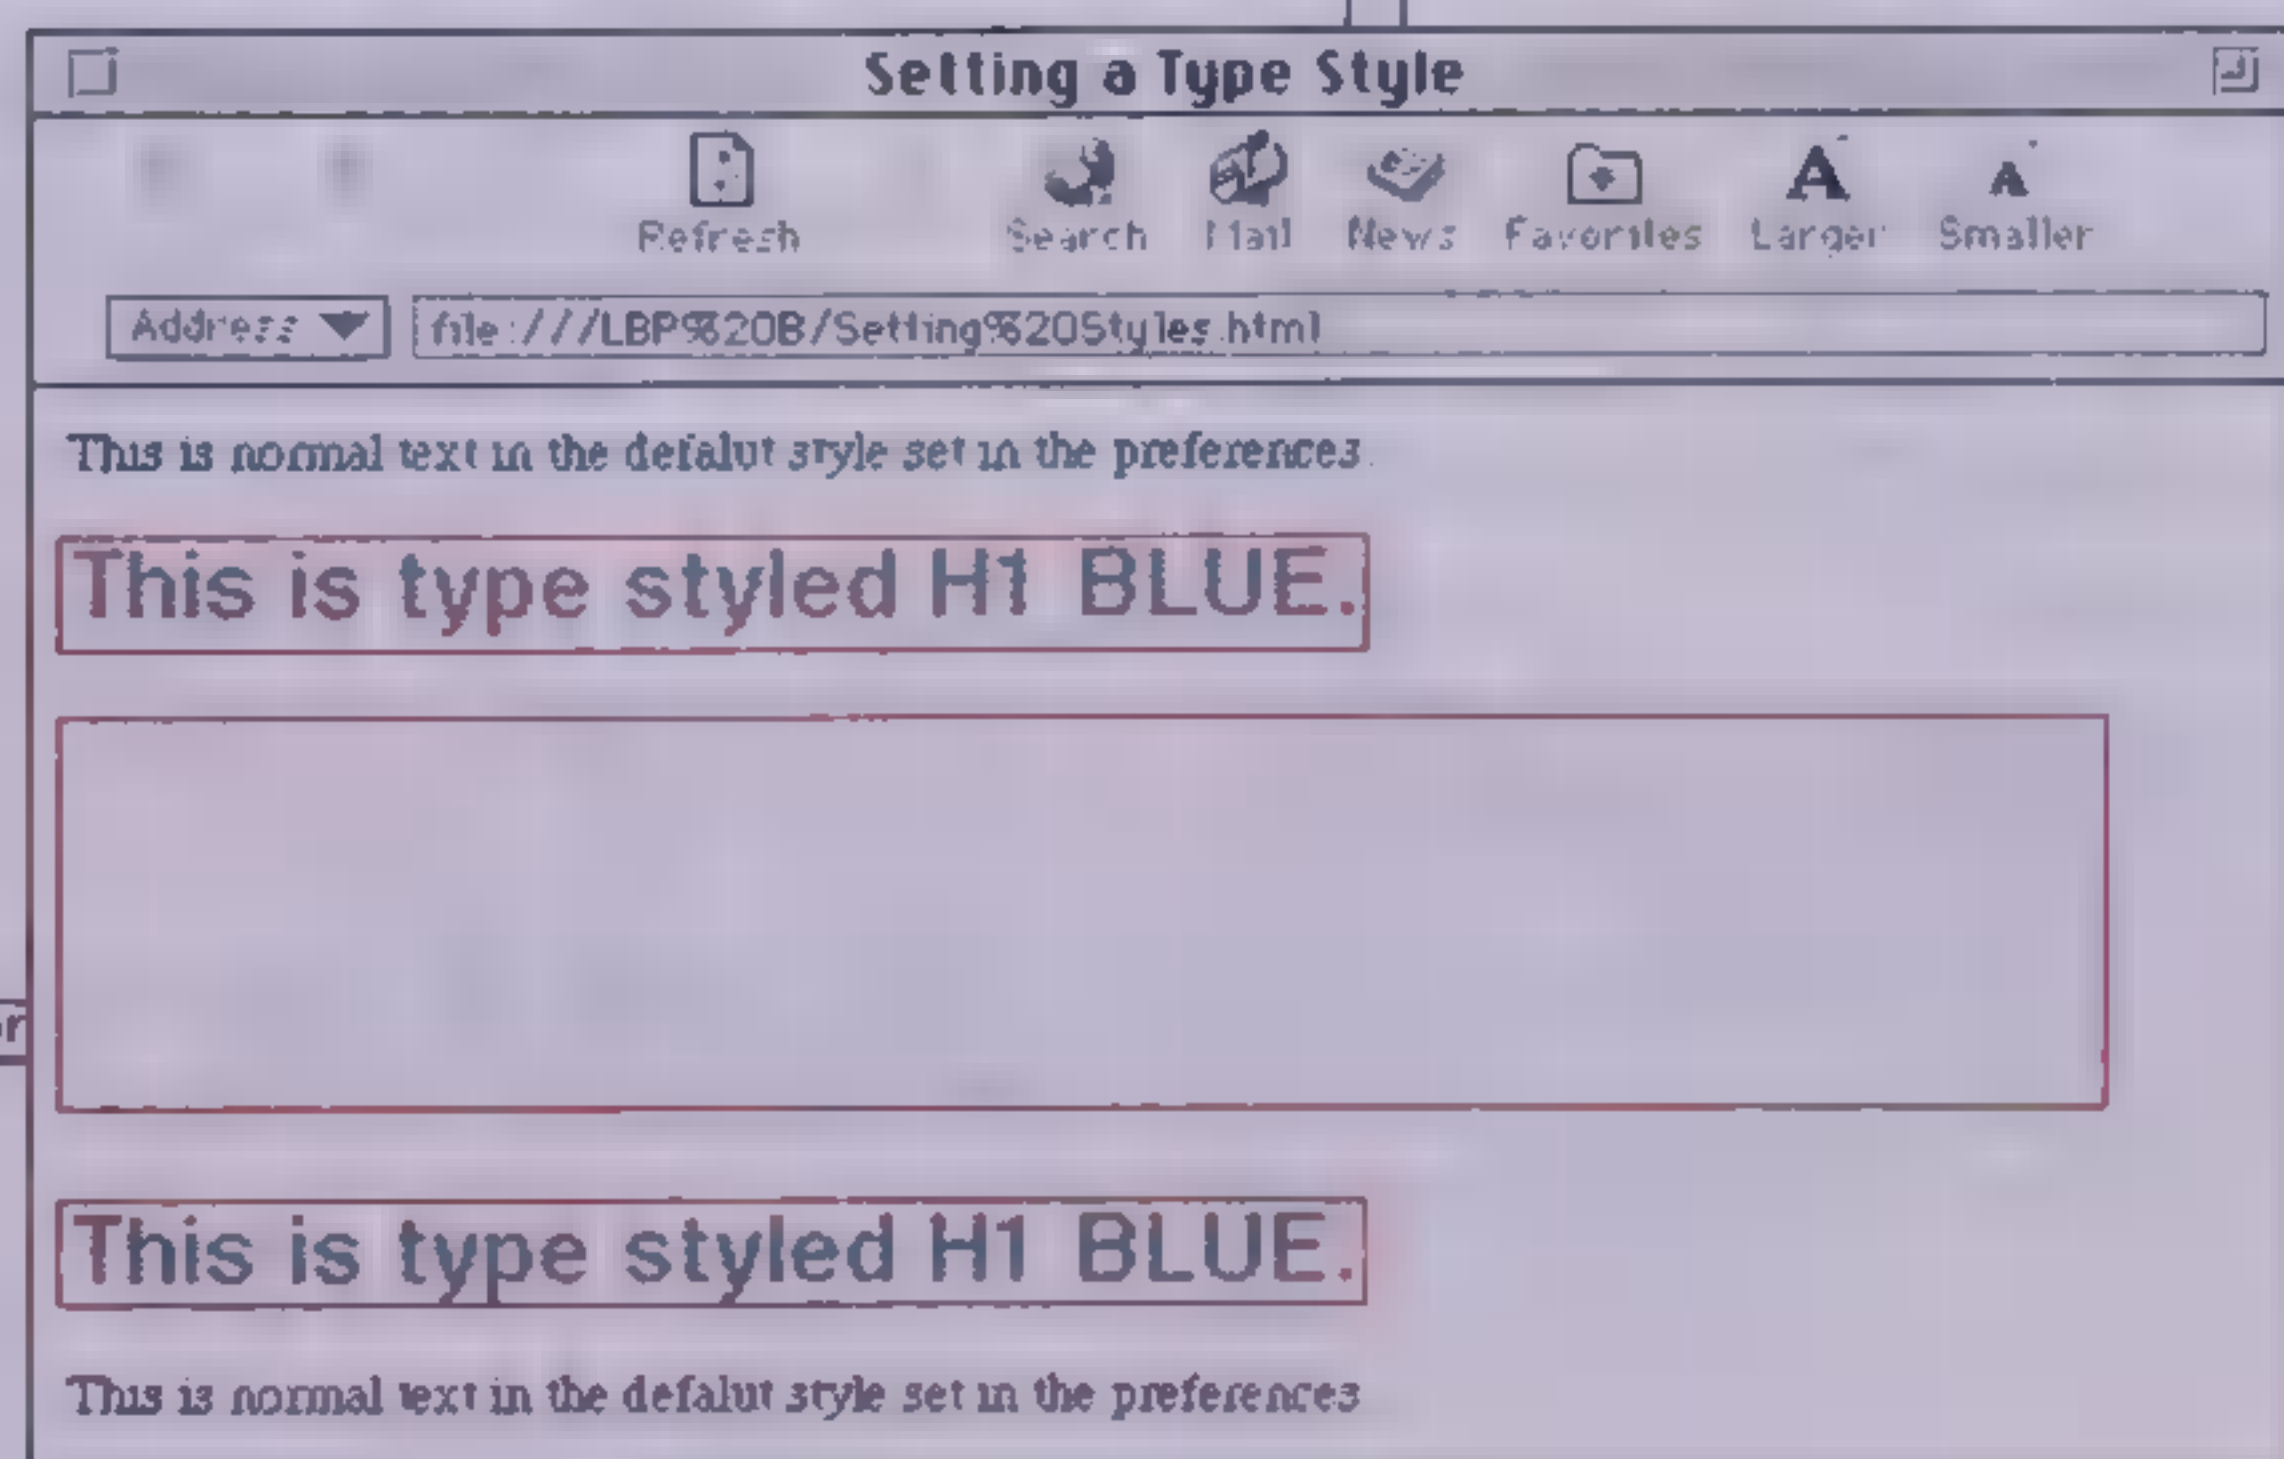 Setting a Type Style
Refresh Search Mail News Favorites Larger Smaller
Address file:///LBP%20B/Setting%20Styles.html
This is normal text in the defalut style set in the preferences.
This is type styled H1 BLUE.
This is type styled H1 BLUE.
This is normal text in the defalut style set in the preferences